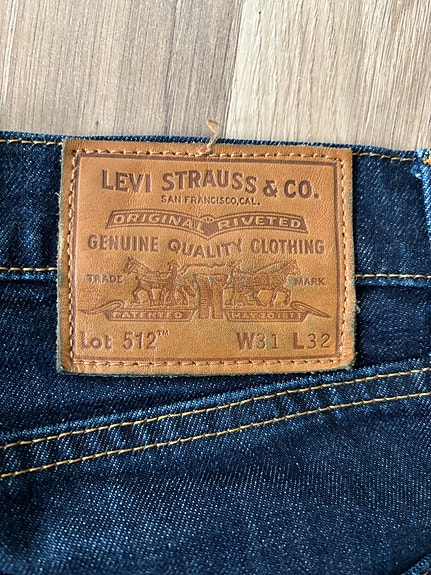 LEVI STRAUSS & CO.
SAN FRANCISCO, CAL.
ORIGINAL RIVETED
GENUINE QUALITY CLOTHING
TRADE MARK
PATENTED MAY 20 1873
Lot 512™ W31 L32